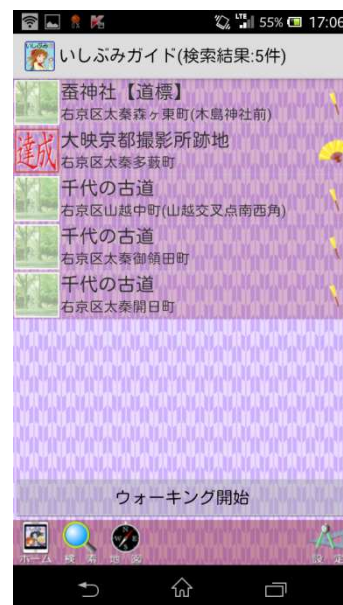 LTE 55% 17:06
いしぶみガイド(検索結果:5件)
蚕神社【道標】
右京区太秦森ヶ東町(木島神社前)
達成
大映京都撮影所跡地
右京区太秦多藪町
千代の古道
右京区山越中町(山越交叉点南西角)
千代の古道
右京区太秦御領田町
千代の古道
右京区太秦開日町
ウォーキング開始
ホーム 検索 地図 設定